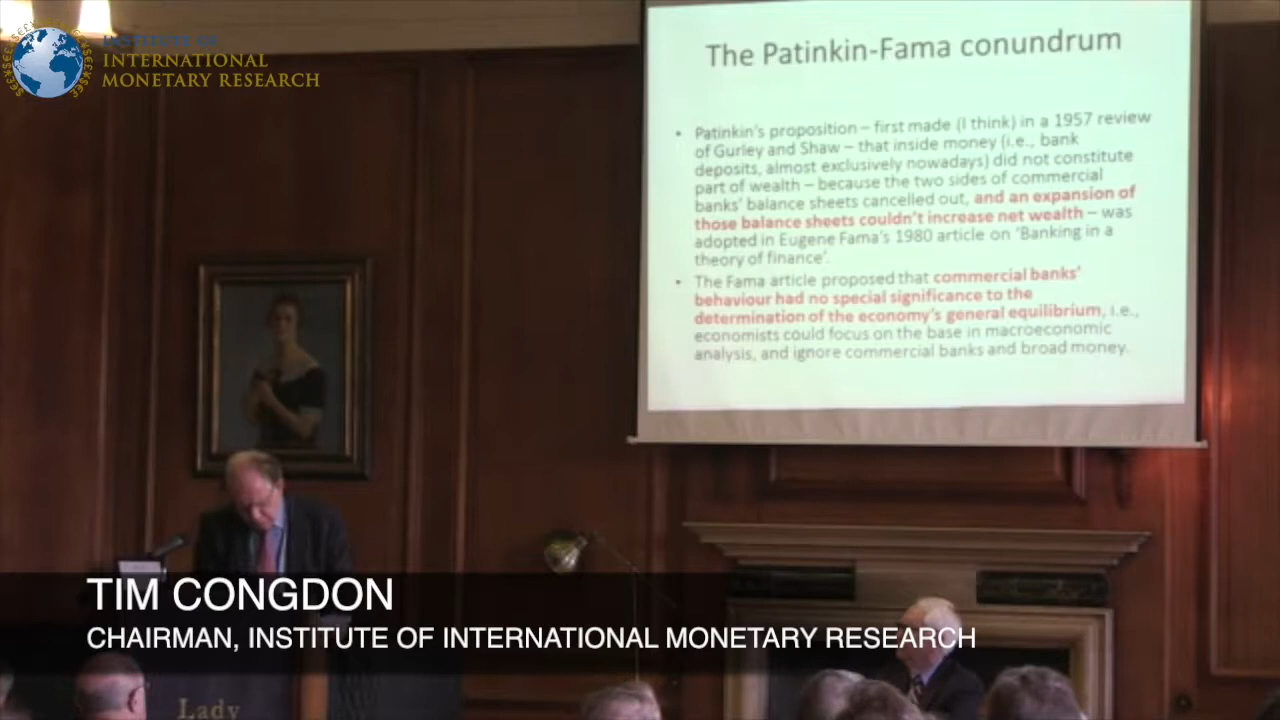 INSTITUTE OF
INTERNATIONAL
MONETARY RESEARCH
The Patinkin-Fama conundrum
• Patinkin's proposition – first made (I think) in a 1957 review
of Gurley and Shaw – that inside money (i.e., bank
deposits, almost exclusively nowadays) did not constitute
part of wealth – because the two sides of commercial
banks' balance sheets cancelled out, and an expansion of
those balance sheets couldn't increase net wealth – was
adopted in Eugene Fama's 1980 article on 'Banking in a
theory of finance'.
• The Fama article proposed that commercial banks'
behaviour had no special significance to the
determination of the economy's general equilibrium, i.e.,
economists could focus on the base in macroeconomic
analysis, and ignore commercial banks and broad money.
TIM CONGDON
CHAIRMAN, INSTITUTE OF INTERNATIONAL MONETARY RESEARCH
Lady